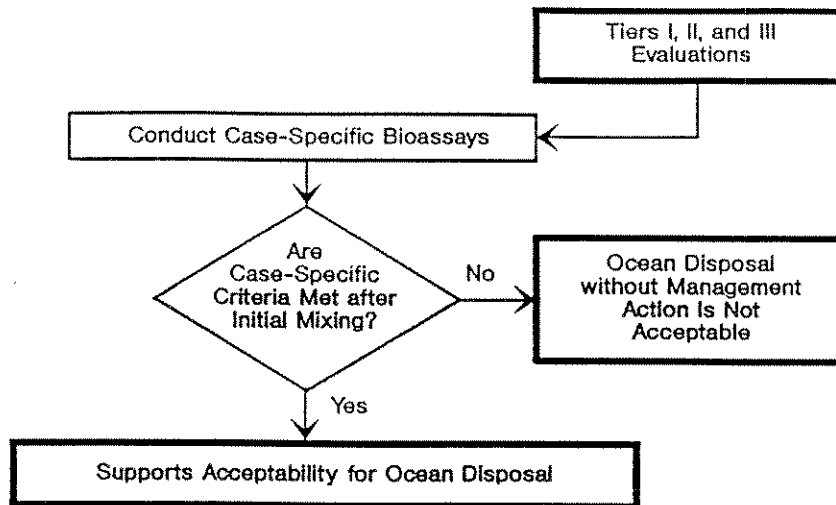 Tiers I, II, and III
Evaluations
Conduct Case-Specific Bioassays
Are
Case-Specific
Criteria Met after
Initial Mixing?
No
Ocean Disposal
without Management
Action Is Not
Acceptable
Yes
Supports Acceptability for Ocean Disposal